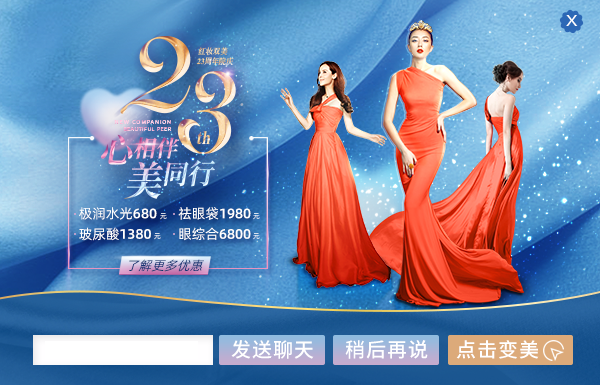 X
23th
虹妆双美
23周年院庆
COMPANION
BEAUTIFUL PEER
心相伴
美同行
·极润水光680元 ·祛眼袋1980元
·玻尿酸1380元 ·眼综合6800元
了解更多优惠
发送聊天 稍后再说 点击变美